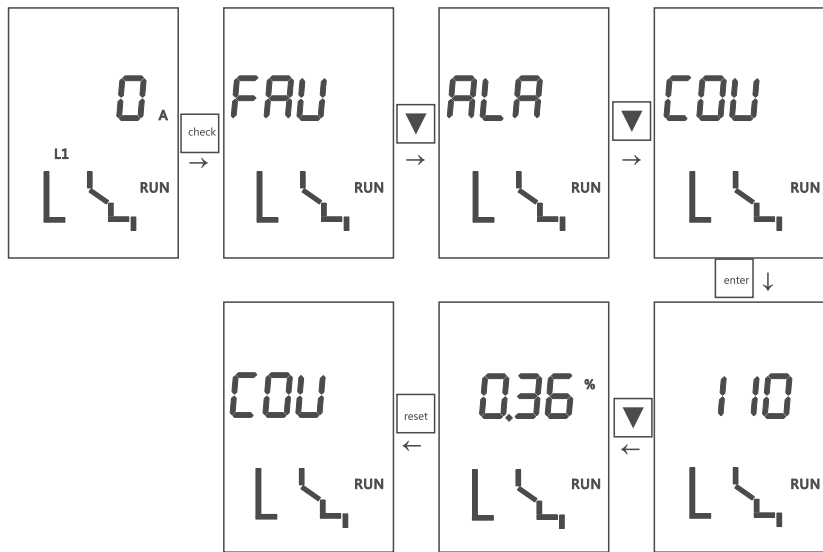 0 A
L1
RUN
check
→
FAU
RUN
▼
→
ALA
RUN
▼
→
COU
RUN
enter ↓
110
RUN
▼
←
0.36 %
RUN
reset
←
COU
RUN